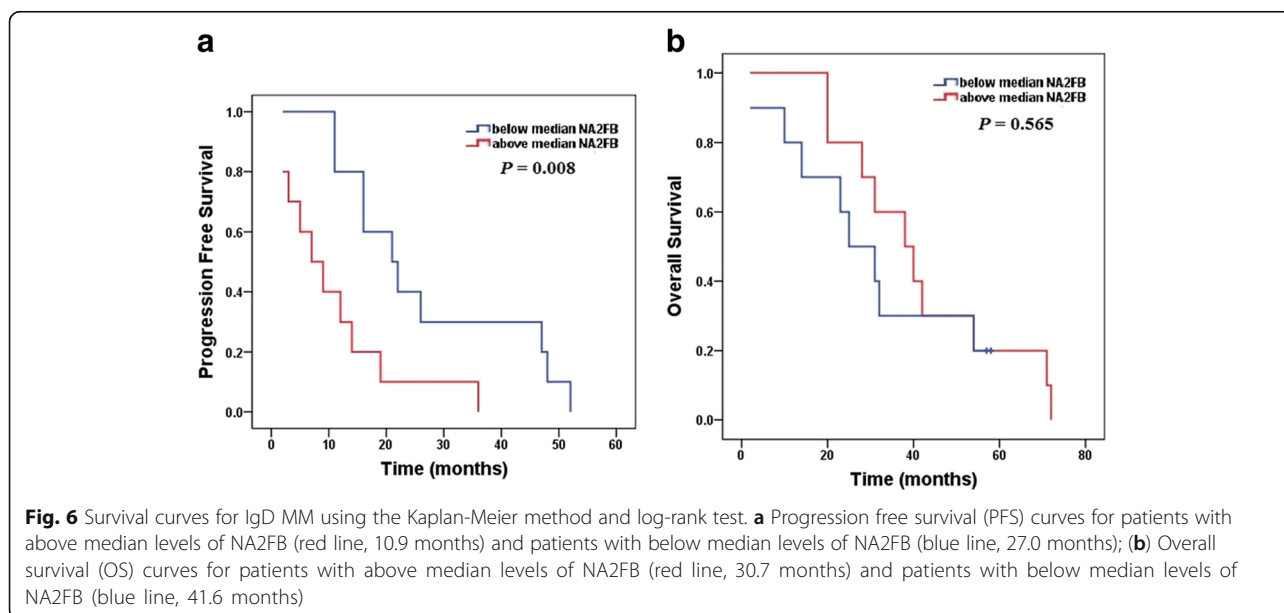 a
1.0
0.8
0.6
0.4
0.2
0.0
Progression Free Survival
below median NA2FB
above median NA2FB
P = 0.008
0 10 20 30 40 50 60
Time (months)
b
1.0
0.8
0.6
0.4
0.2
0.0
Overall Survival
below median NA2FB
above median NA2FB
P = 0.565
0 20 40 60 80
Time (months)
Fig. 6 Survival curves for IgD MM using the Kaplan-Meier method and log-rank test. a Progression free survival (PFS) curves for patients with
above median levels of NA2FB (red line, 10.9 months) and patients with below median levels of NA2FB (blue line, 27.0 months); (b) Overall
survival (OS) curves for patients with above median levels of NA2FB (red line, 30.7 months) and patients with below median levels of
NA2FB (blue line, 41.6 months)